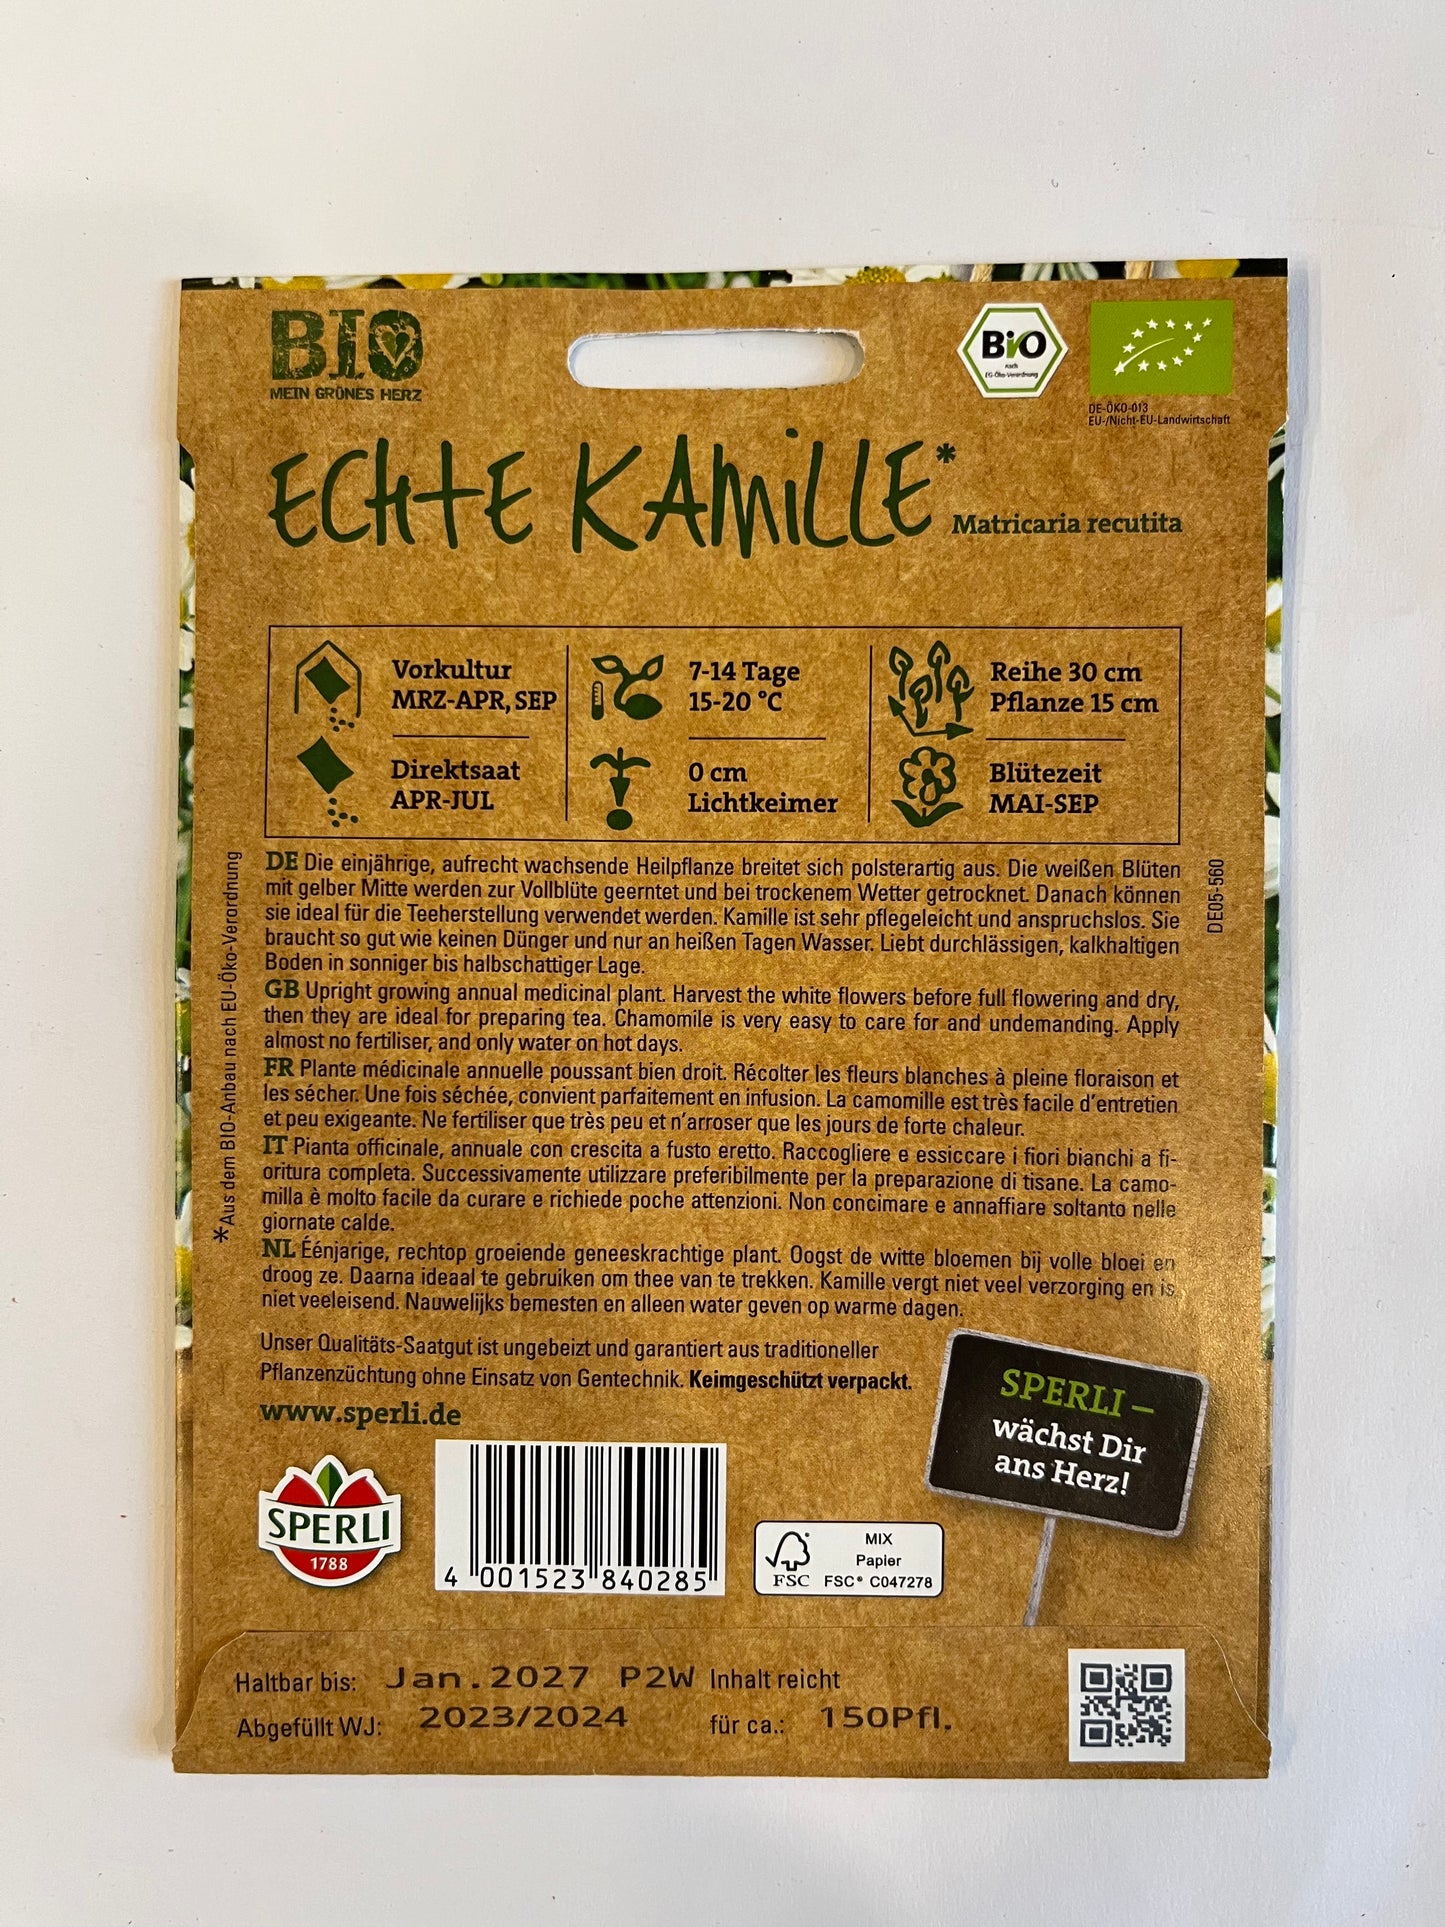 BIO
MEIN GRÜNES HERZ
BiO
nach
EG-Öko-Verordnung
DE-ÖKO-013
EU-/Nicht-EU-Landwirtschaft
ECHTE KAMiLLE*
Matricaria recutita
Vorkultur
MRZ-APR, SEP
7-14 Tage
15-20 °C
Reihe 30 cm
Pflanze 15 cm
Direktsaat
APR-JUL
0 cm
Lichtkeimer
Blütezeit
MAI-SEP
DE Die einjährige, aufrecht wachsende Heilpflanze breitet sich polsterartig aus. Die weißen Blüten
mit gelber Mitte werden zur Vollblüte geerntet und bei trockenem Wetter getrocknet. Danach können
sie ideal für die Teeherstellung verwendet werden. Kamille ist sehr pflegeleicht und anspruchslos. Sie
braucht so gut wie keinen Dünger und nur an heißen Tagen Wasser. Liebt durchlässigen, kalkhaltigen
Boden in sonniger bis halbschattiger Lage.
GB Upright growing annual medicinal plant. Harvest the white flowers before full flowering and dry,
then they are ideal for preparing tea. Chamomile is very easy to care for and undemanding. Apply
almost no fertiliser, and only water on hot days.
FR Plante médicinale annuelle poussant bien droit. Récolter les fleurs blanches à pleine floraison et
les sécher. Une fois séchée, convient parfaitement en infusion. La camomille est très facile d'entretien
et peu exigeante. Ne fertiliser que très peu et n'arroser que les jours de forte chaleur.
IT Pianta officinale, annuale con crescita a fusto eretto. Raccogliere e essiccare i fiori bianchi a fi-
oritura completa. Successivamente utilizzare preferibilmente per la preparazione di tisane. La camo-
milla è molto facile da curare e richiede poche attenzioni. Non concimare e annaffiare soltanto nelle
giornate calde.
NL Éénjarige, rechtop groeiende geneeskrachtige plant. Oogst de witte bloemen bij volle bloei en
droog ze. Daarna ideaal te gebruiken om thee van te trekken. Kamille vergt niet veel verzorging en is
niet veeleisend. Nauwelijks bemesten en alleen water geven op warme dagen.
*Aus dem BIO-Anbau nach EU-Öko-Verordnung
DE05-560
Unser Qualitäts-Saatgut ist ungebeizt und garantiert aus traditioneller
Pflanzenzüchtung ohne Einsatz von Gentechnik. Keimgeschützt verpackt.
www.sperli.de
SPERLI –
wächst Dir
ans Herz!
SPERLI
1788
4 001523 840285
FSC
MIX
Papier
FSC® C047278
Haltbar bis: Jan.2027 P2W Inhalt reicht
Abgefüllt WJ: 2023/2024 für ca.: 150Pfl.